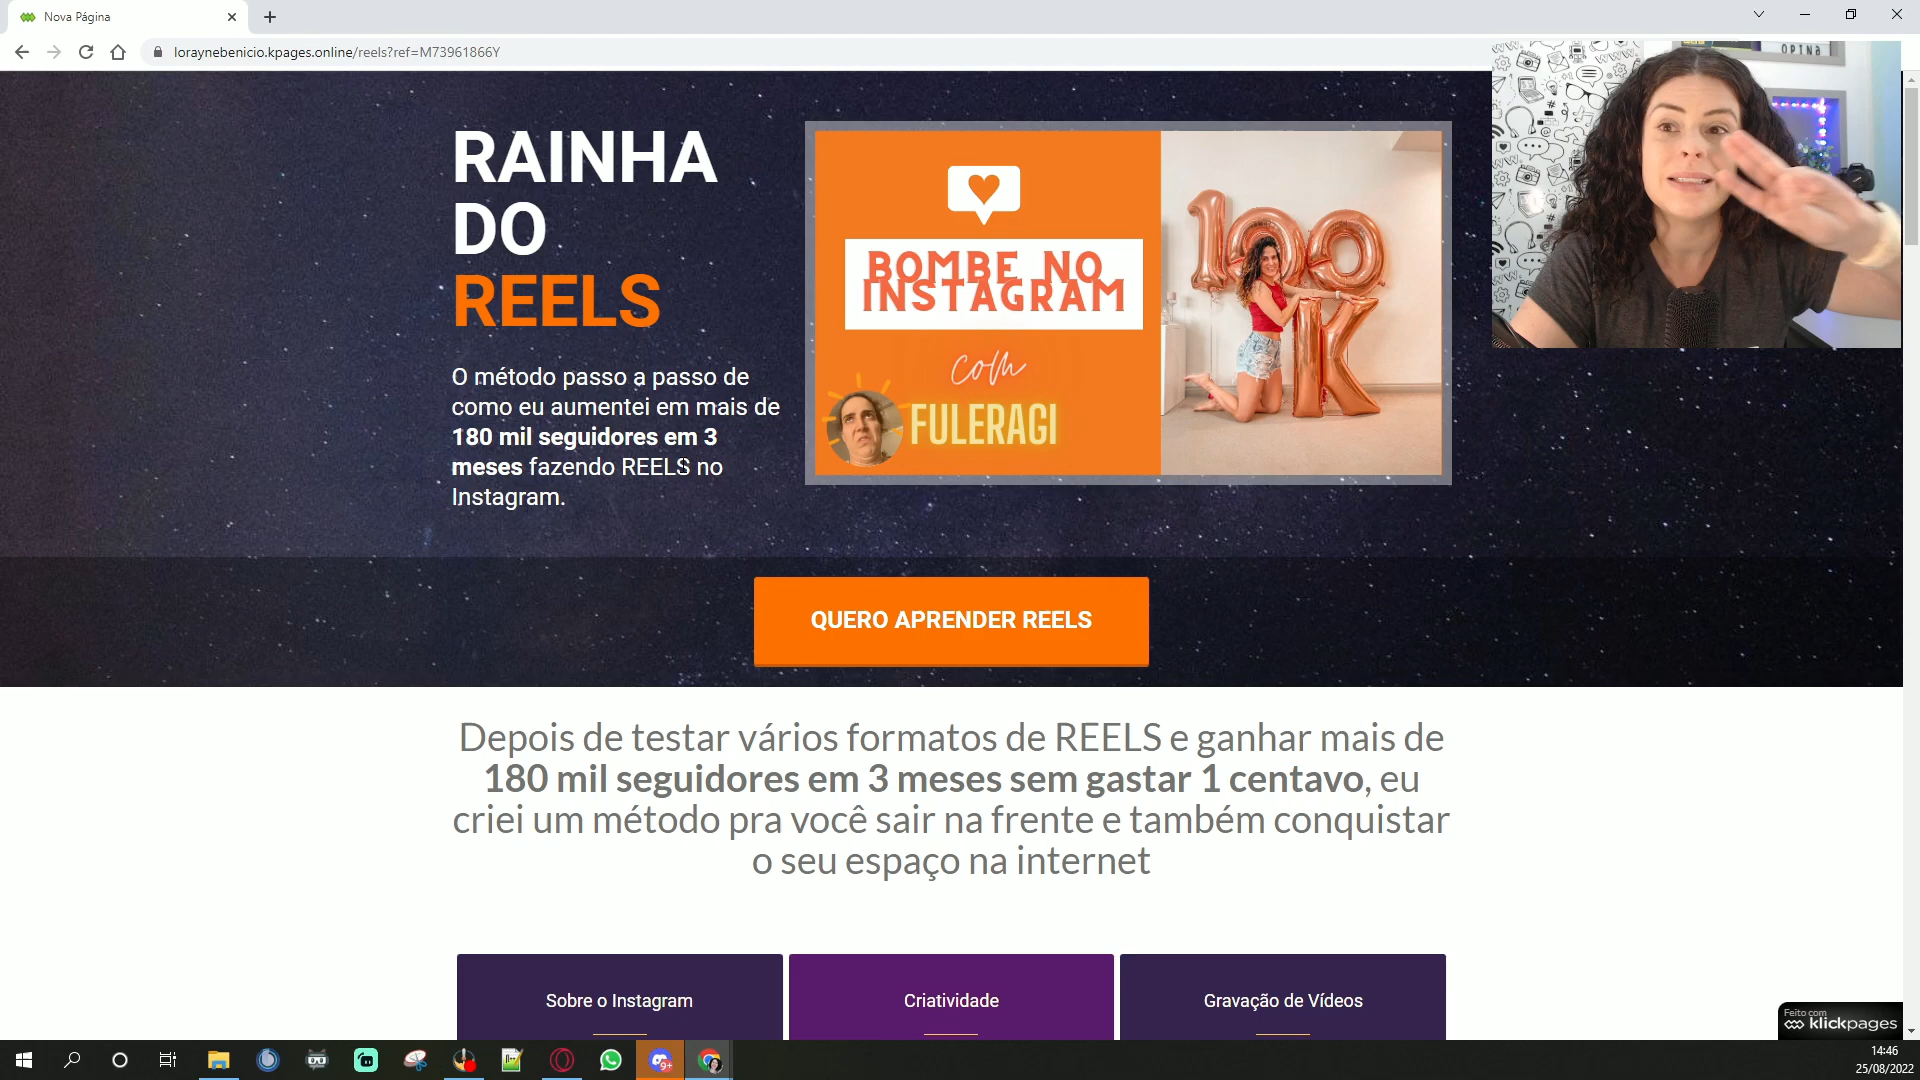 Nova Página
loraynebenicio.kpages.online/reels?ref=M73961866Y
OPINA
RAINHA
DO
REELS
O método passo a passo de
como eu aumentei em mais de
180 mil seguidores em 3
meses fazendo REELS no
Instagram.
BOMBE NO
INSTAGRAM
com
FULERAGI
100
K
QUERO APRENDER REELS
Depois de testar vários formatos de REELS e ganhar mais de
180 mil seguidores em 3 meses sem gastar 1 centavo, eu
criei um método pra você sair na frente e também conquistar
o seu espaço na internet
Sobre o Instagram
Criatividade
Gravação de Vídeos
Feito com
klickpages
9+
14:46
25/08/2022